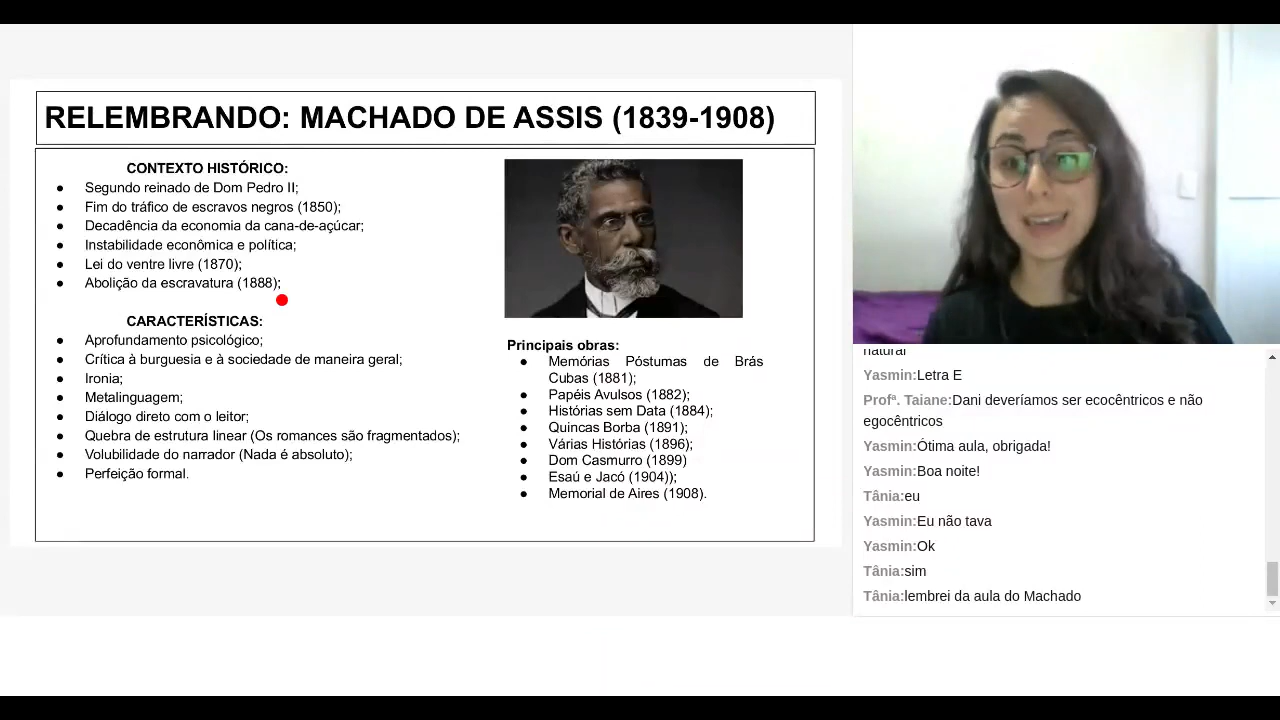 RELEMBRANDO: MACHADO DE ASSIS (1839-1908)
CONTEXTO HISTÓRICO:
● Segundo reinado de Dom Pedro II;
● Fim do tráfico de escravos negros (1850);
● Decadência da economia da cana-de-açúcar;
● Instabilidade econômica e política;
● Lei do ventre livre (1870);
● Abolição da escravatura (1888);
CARACTERÍSTICAS:
● Aprofundamento psicológico;
● Crítica à burguesia e à sociedade de maneira geral;
● Ironia;
● Metalinguagem;
● Diálogo direto com o leitor;
● Quebra de estrutura linear (Os romances são fragmentados);
● Volubilidade do narrador (Nada é absoluto);
● Perfeição formal.
Principais obras:
● Memórias Póstumas de Brás
Cubas (1881);
● Papéis Avulsos (1882);
● Histórias sem Data (1884);
● Quincas Borba (1891);
● Várias Histórias (1896);
● Dom Casmurro (1899)
● Esaú e Jacó (1904));
● Memorial de Aires (1908).
natural
Yasmin:Letra E
Profª. Taiane:Dani deveríamos ser ecocêntricos e não
egocêntricos
Yasmin:Ótima aula, obrigada!
Yasmin:Boa noite!
Tânia:eu
Yasmin:Eu não tava
Yasmin:Ok
Tânia:sim
Tânia:lembrei da aula do Machado